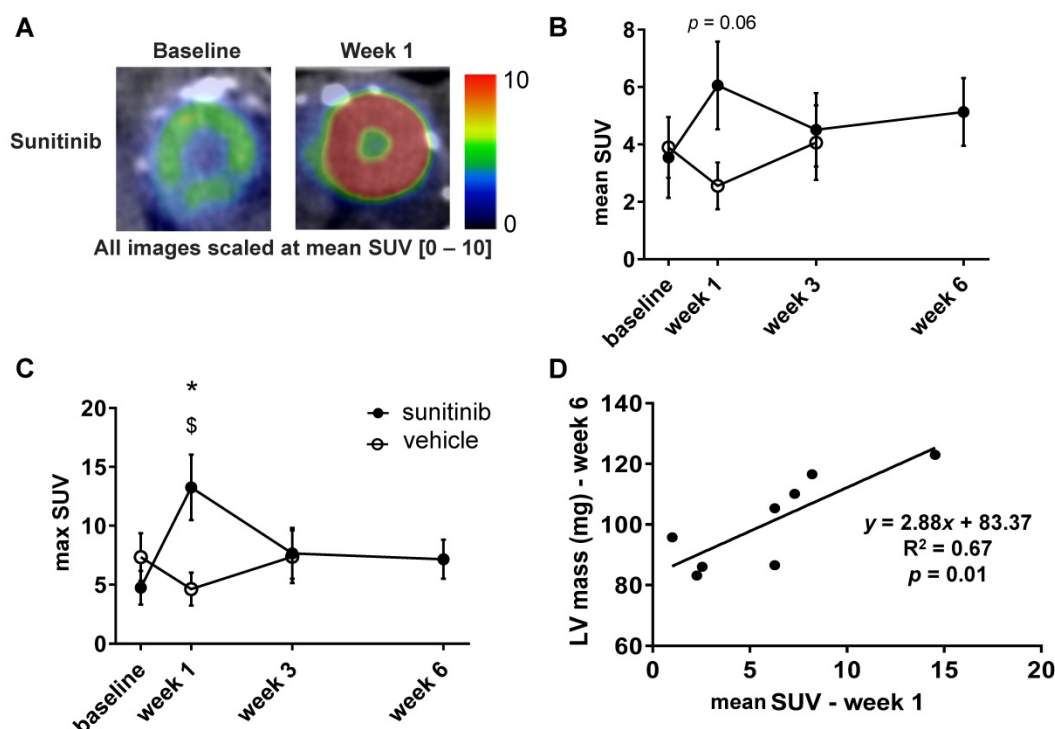 A
Baseline
Week 1
Sunitinib
10
0
All images scaled at mean SUV [0 – 10]
B
p = 0.06
mean SUV
8
6
4
2
0
baseline
week 1
week 3
week 6
C
*
$
sunitinib
vehicle
max SUV
20
15
10
5
0
baseline
week 1
week 3
week 6
D
LV mass (mg) - week 6
140
120
100
80
60
y = 2.88x + 83.37
R² = 0.67
p = 0.01
0
5
10
15
20
mean SUV - week 1